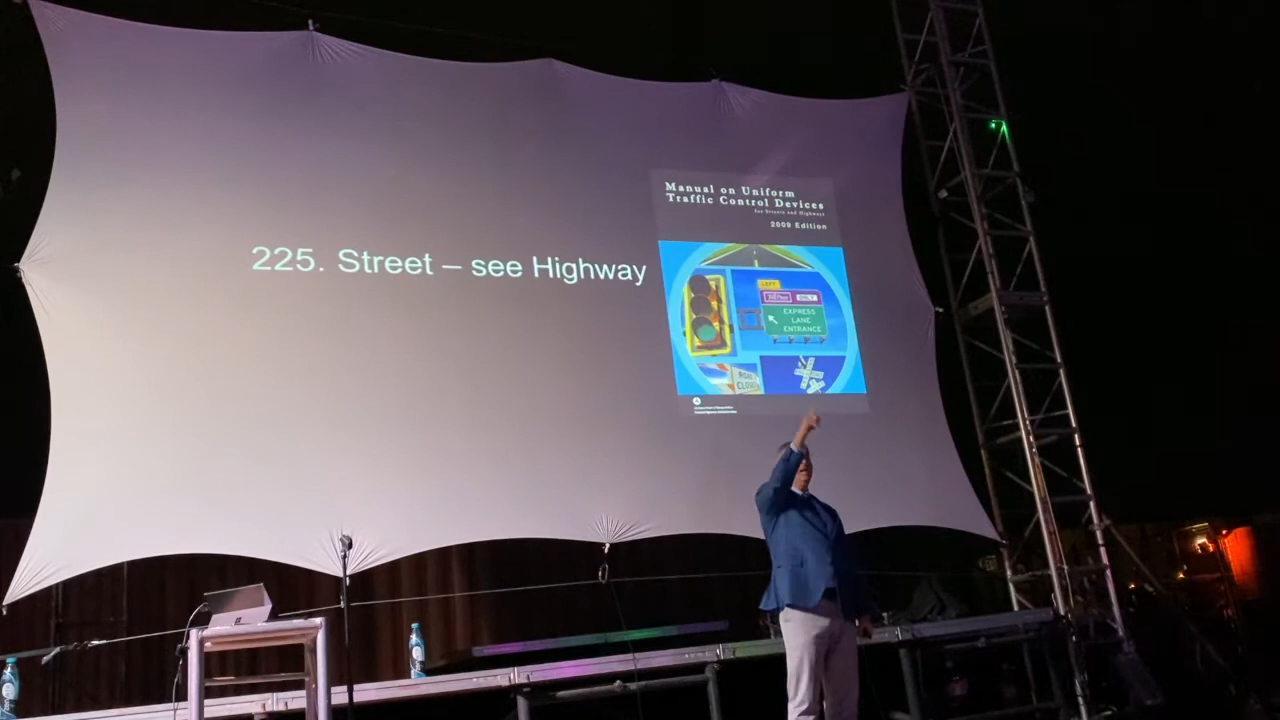 225. Street – see Highway
Manual on Uniform
Traffic Control Devices
for Streets and Highways
2009 Edition
LEFT
ONLY
EXPRESS
LANE
ENTRANCE
ROAD
CLOSED